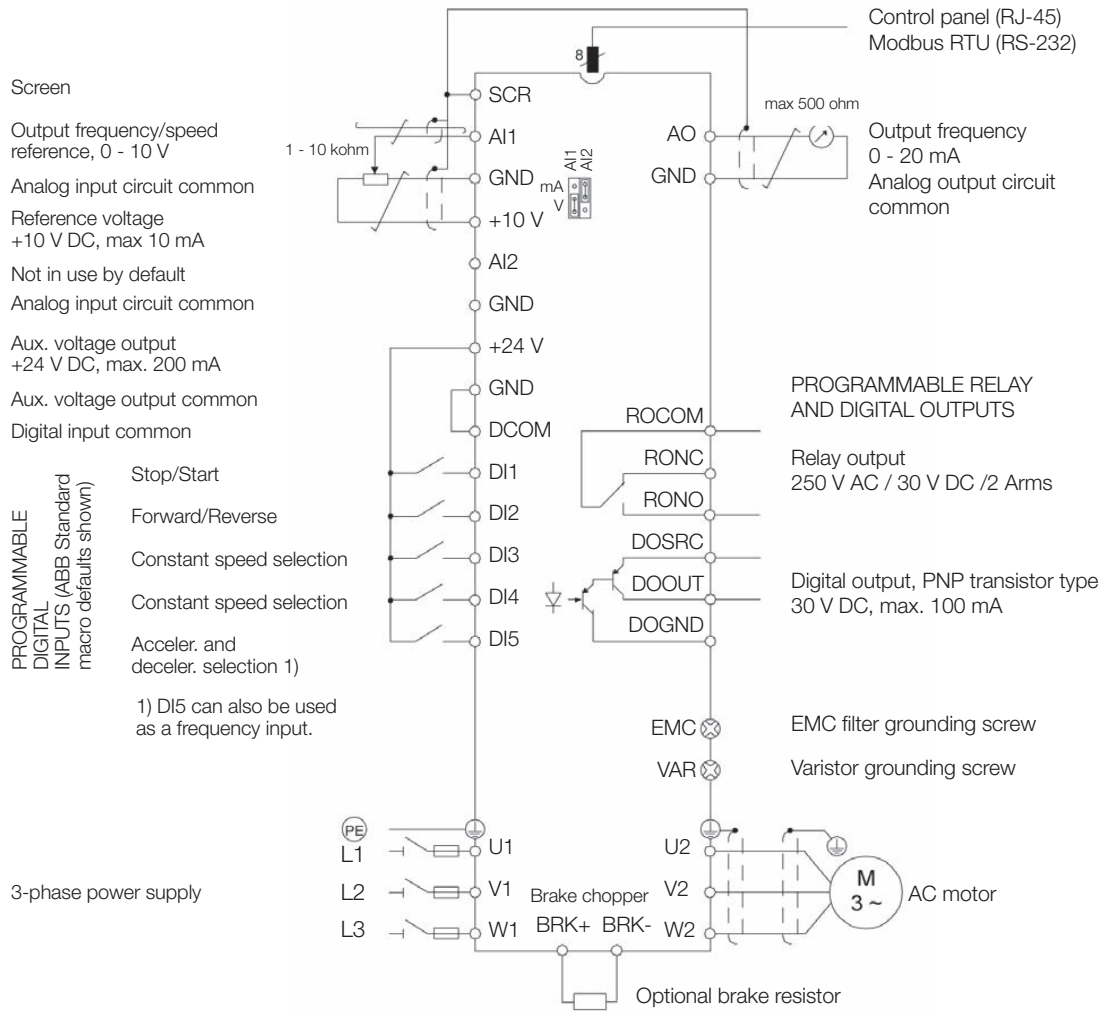 Control panel (RJ-45)
Modbus RTU (RS-232)
8
Screen
SCR
max 500 ohm
Output frequency/speed
reference, 0 - 10 V
1 - 10 kohm
AI1
AO
Output frequency
0 - 20 mA
Analog input circuit common
GND
AI1
AI2
mA
V
GND
Analog output circuit
common
Reference voltage
+10 V DC, max 10 mA
+10 V
Not in use by default
AI2
Analog input circuit common
GND
Aux. voltage output
+24 V DC, max. 200 mA
+24 V
Aux. voltage output common
GND
PROGRAMMABLE RELAY
AND DIGITAL OUTPUTS
Digital input common
DCOM
ROCOM
PROGRAMMABLE
DIGITAL
INPUTS (ABB Standard
macro defaults shown)
Stop/Start
DI1
RONC
Relay output
250 V AC / 30 V DC /2 Arms
Forward/Reverse
DI2
RONO
Constant speed selection
DI3
DOSRC
Constant speed selection
DI4
DOOUT
Digital output, PNP transistor type
30 V DC, max. 100 mA
Acceler. and
deceler. selection 1)
DI5
DOGND
1) DI5 can also be used
as a frequency input.
EMC
EMC filter grounding screw
VAR
Varistor grounding screw
PE
L1
U1
U2
3-phase power supply
L2
V1
Brake chopper
V2
M
3 ~
AC motor
L3
W1
BRK+
BRK-
W2
Optional brake resistor